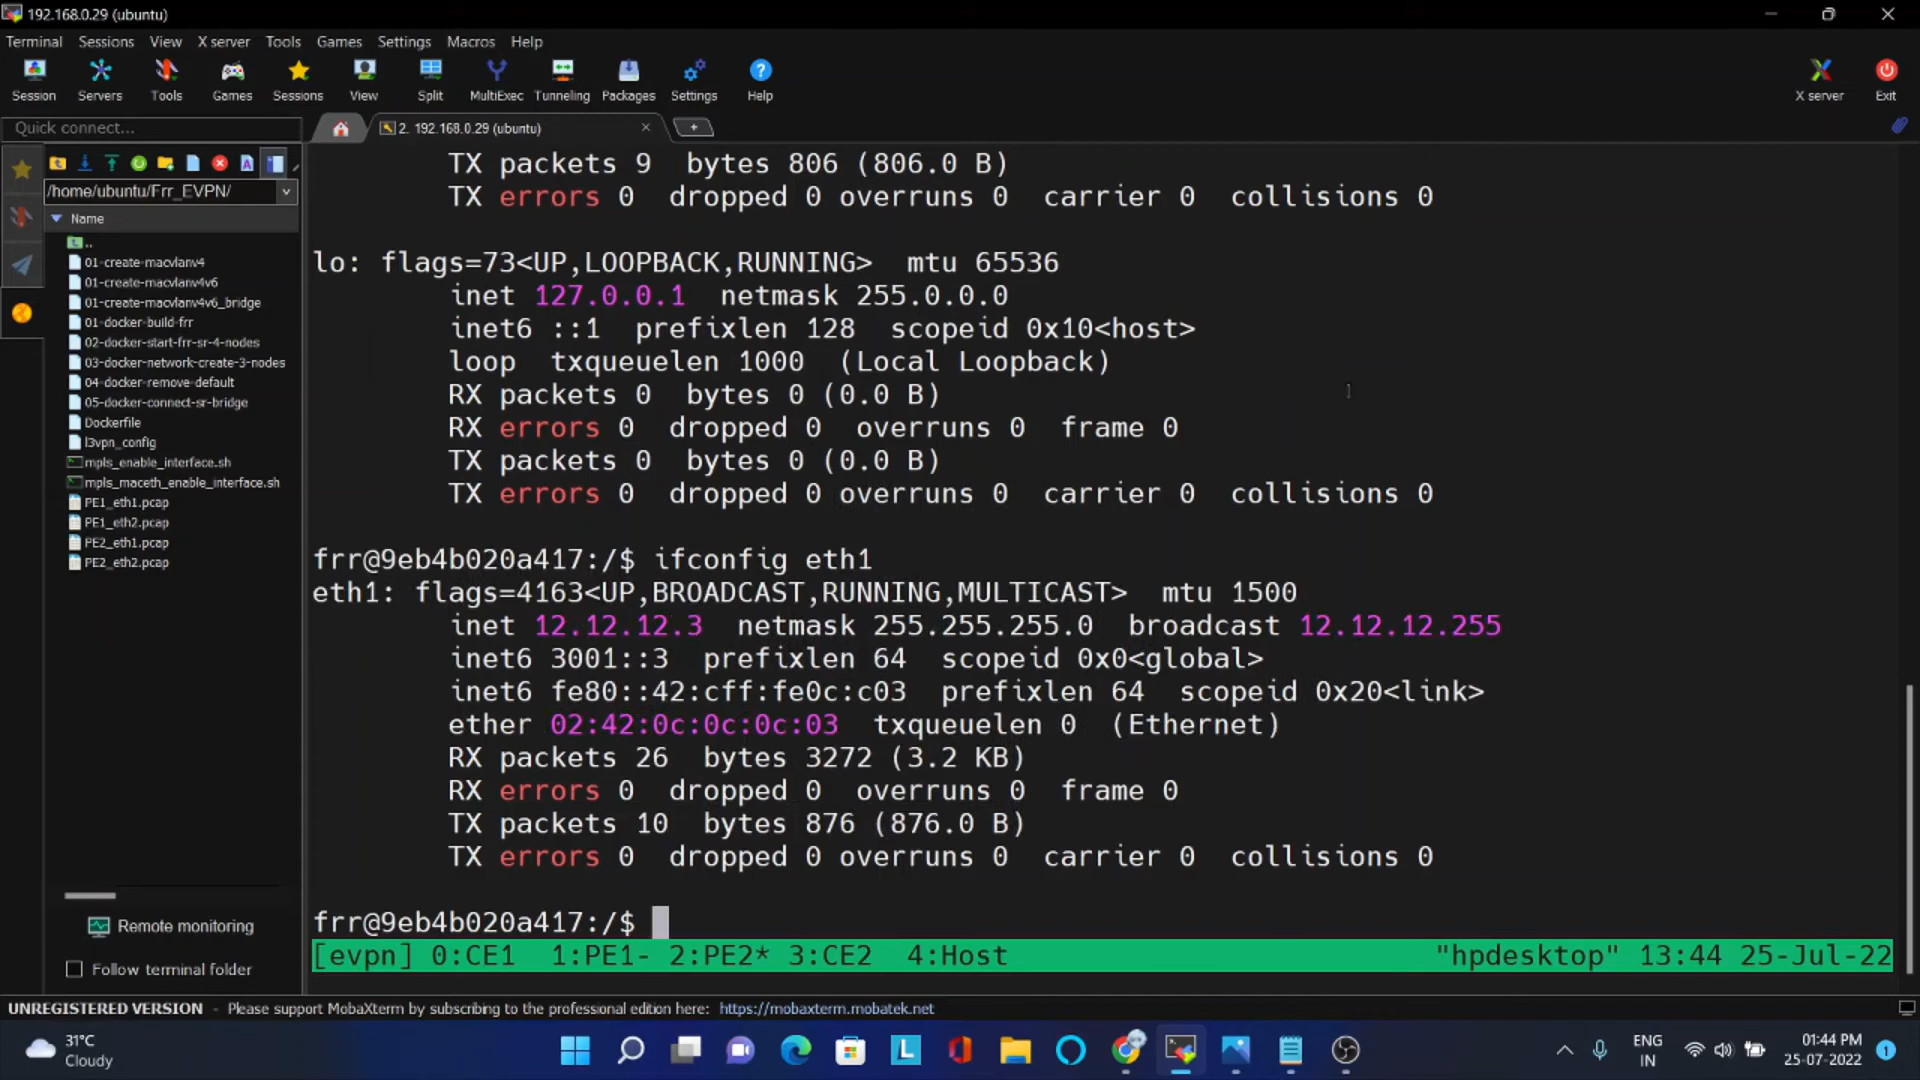 192.168.0.29 (ubuntu)
Terminal Sessions View X server Tools Games Settings Macros Help
Session Servers Tools Games Sessions View Split MultiExec Tunneling Packages Settings Help X server Exit
Quick connect...
2. 192.168.0.29 (ubuntu)
/home/ubuntu/Frr_EVPN/
Name
..
01-create-macvlanv4
01-create-macvlanv4v6
01-create-macvlanv4v6_bridge
01-docker-build-frr
02-docker-start-frr-sr-4-nodes
03-docker-network-create-3-nodes
04-docker-remove-default
05-docker-connect-sr-bridge
Dockerfile
l3vpn_config
mpls_enable_interface.sh
mpls_maceth_enable_interface.sh
PE1_eth1.pcap
PE1_eth2.pcap
PE2_eth1.pcap
PE2_eth2.pcap
Remote monitoring
Follow terminal folder
TX packets 9  bytes 806 (806.0 B)
TX errors 0  dropped 0 overruns 0  carrier 0  collisions 0
lo: flags=73<UP,LOOPBACK,RUNNING>  mtu 65536
inet 127.0.0.1  netmask 255.0.0.0
inet6 ::1  prefixlen 128  scopeid 0x10<host>
loop  txqueuelen 1000  (Local Loopback)
RX packets 0  bytes 0 (0.0 B)
RX errors 0  dropped 0  overruns 0  frame 0
TX packets 0  bytes 0 (0.0 B)
TX errors 0  dropped 0 overruns 0  carrier 0  collisions 0
frr@9eb4b020a417:/$ ifconfig eth1
eth1: flags=4163<UP,BROADCAST,RUNNING,MULTICAST>  mtu 1500
inet 12.12.12.3  netmask 255.255.255.0  broadcast 12.12.12.255
inet6 3001::3  prefixlen 64  scopeid 0x0<global>
inet6 fe80::42:cff:fe0c:c03  prefixlen 64  scopeid 0x20<link>
ether 02:42:0c:0c:0c:03  txqueuelen 0  (Ethernet)
RX packets 26  bytes 3272 (3.2 KB)
RX errors 0  dropped 0  overruns 0  frame 0
TX packets 10  bytes 876 (876.0 B)
TX errors 0  dropped 0 overruns 0  carrier 0  collisions 0
frr@9eb4b020a417:/$
[evpn] 0:CE1  1:PE1- 2:PE2* 3:CE2  4:Host "hpdesktop" 13:44 25-Jul-22
UNREGISTERED VERSION - Please support MobaXterm by subscribing to the professional edition here: https://mobaxterm.mobatek.net
31°C
Cloudy
ENG
IN
01:44 PM
25-07-2022
1